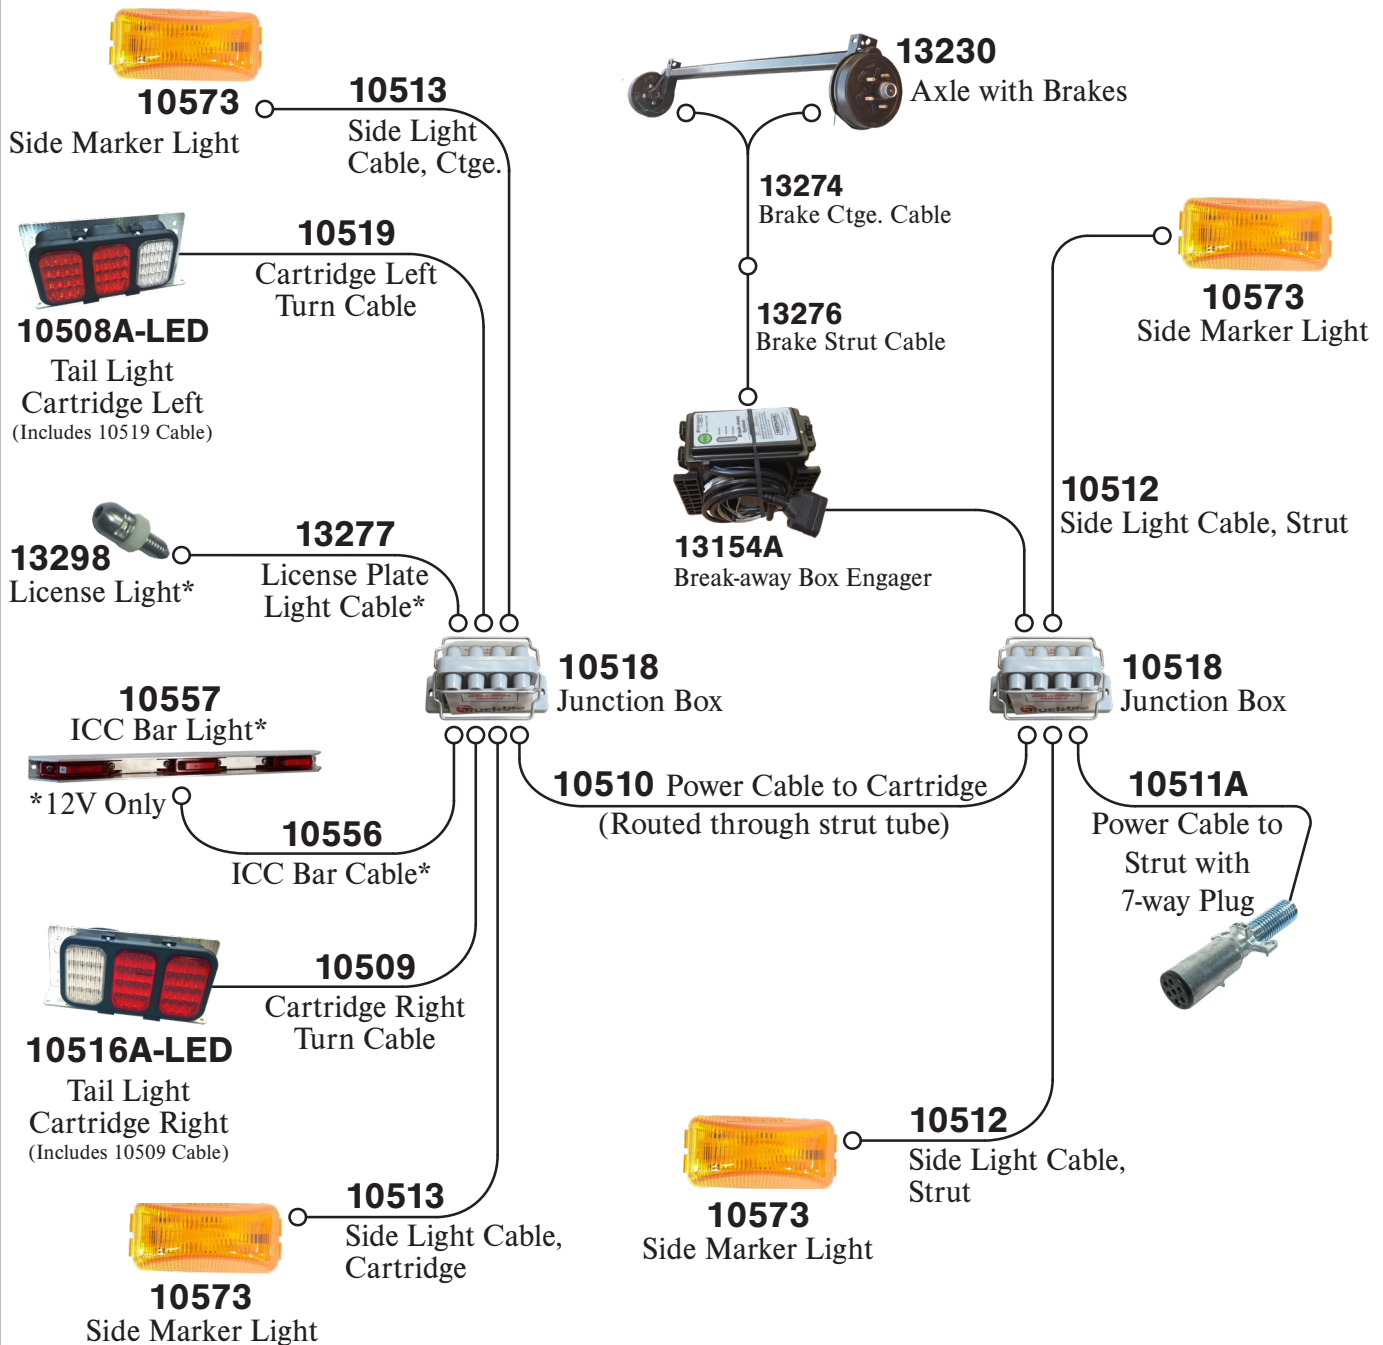 10573
Side Marker Light
10513
Side Light
Cable, Ctge.
13230
Axle with Brakes
13274
Brake Ctge. Cable
10519
Cartridge Left
Turn Cable
10508A-LED
Tail Light
Cartridge Left
(Includes 10519 Cable)
13276
Brake Strut Cable
10573
Side Marker Light
10512
Side Light Cable, Strut
13154A
Break-away Box Engager
13298
License Light*
13277
License Plate
Light Cable*
10518
Junction Box
10518
Junction Box
10557
ICC Bar Light*
*12V Only
10556
ICC Bar Cable*
10510 Power Cable to Cartridge
(Routed through strut tube)
10511A
Power Cable to
Strut with
7-way Plug
10509
Cartridge Right
Turn Cable
10516A-LED
Tail Light
Cartridge Right
(Includes 10509 Cable)
10513
Side Light Cable,
Cartridge
10573
Side Marker Light
10512
Side Light Cable,
Strut
10573
Side Marker Light